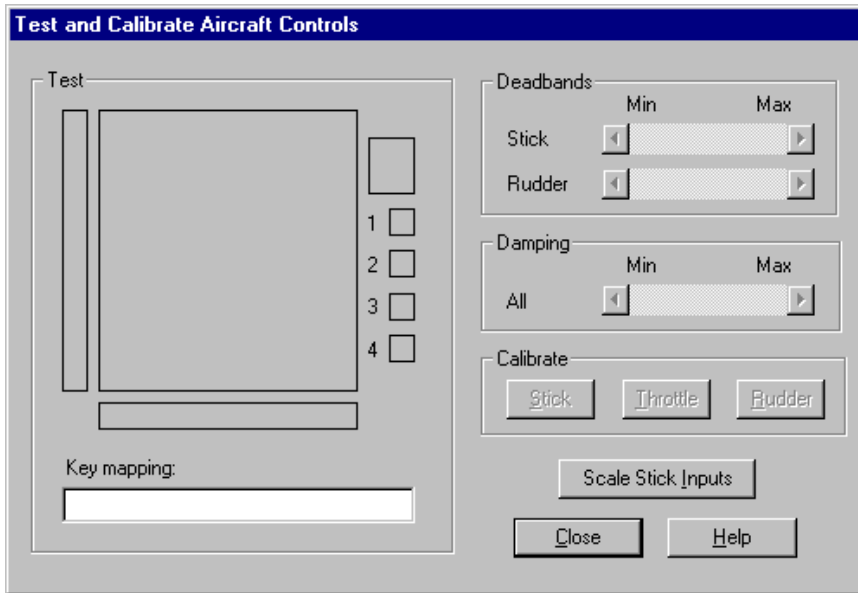 Test and Calibrate Aircraft Controls
Test
1
2
3
4
Key mapping:
Deadbands
Min Max
Stick
Rudder
Damping
Min Max
All
Calibrate
Stick Throttle Rudder
Scale Stick Inputs
Close Help